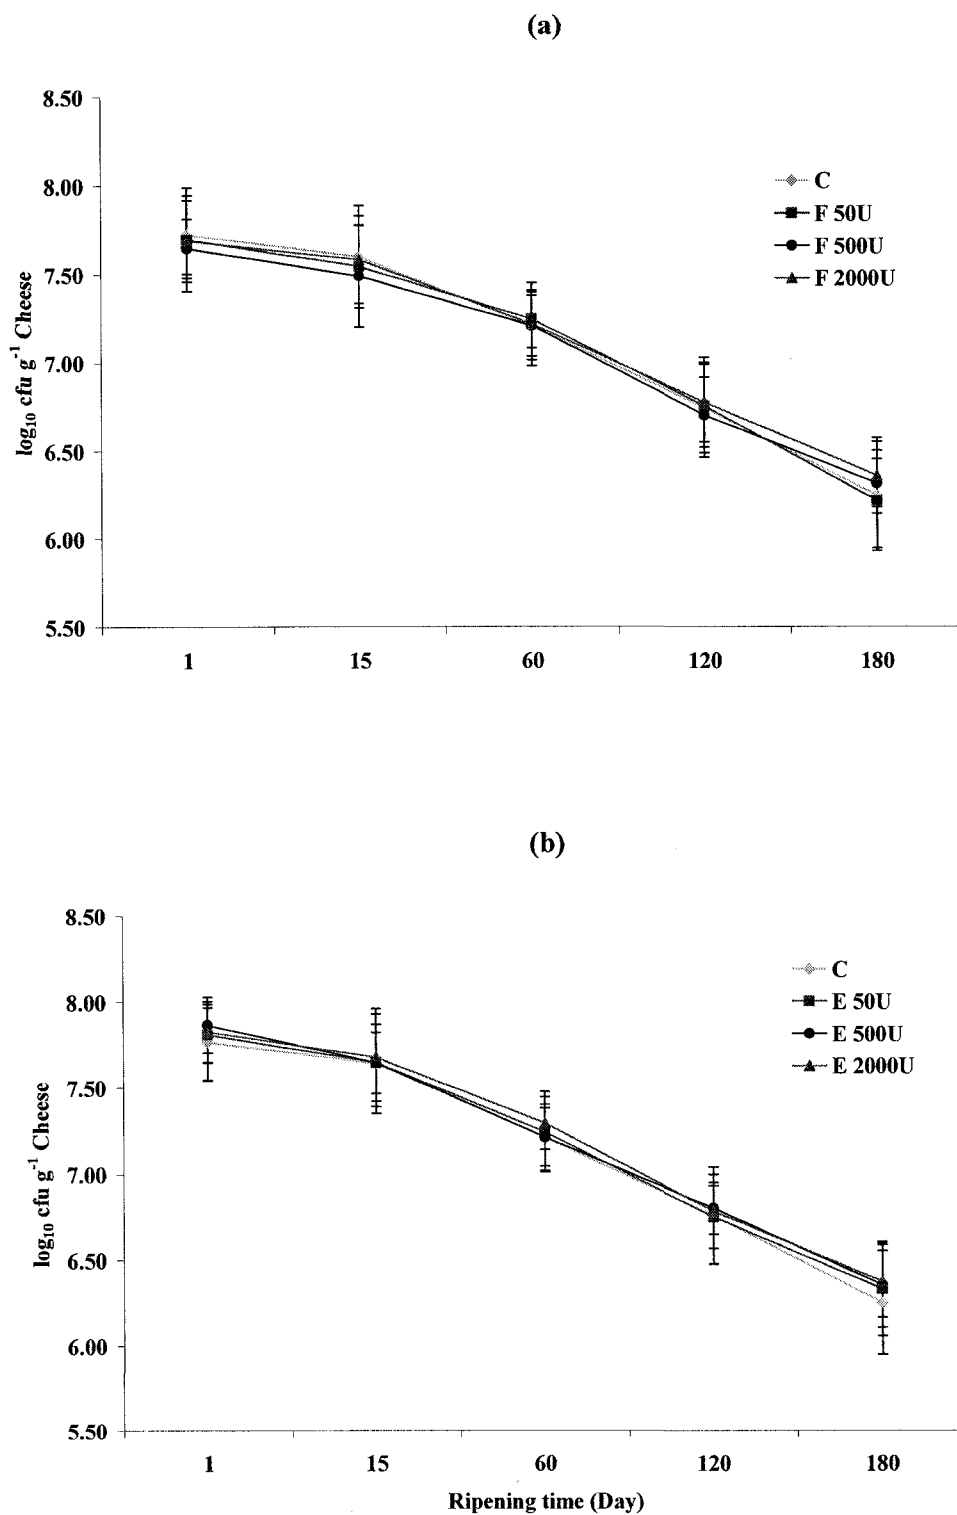 (a)
8.50
8.00
7.50
7.00
6.50
6.00
5.50
log₁₀ cfu g⁻¹ Cheese
C
F 50U
F 500U
F 2000U
1 15 60 120 180
(b)
8.50
8.00
7.50
7.00
6.50
6.00
5.50
log₁₀ cfu g⁻¹ Cheese
C
E 50U
E 500U
E 2000U
1 15 60 120 180
Ripening time (Day)